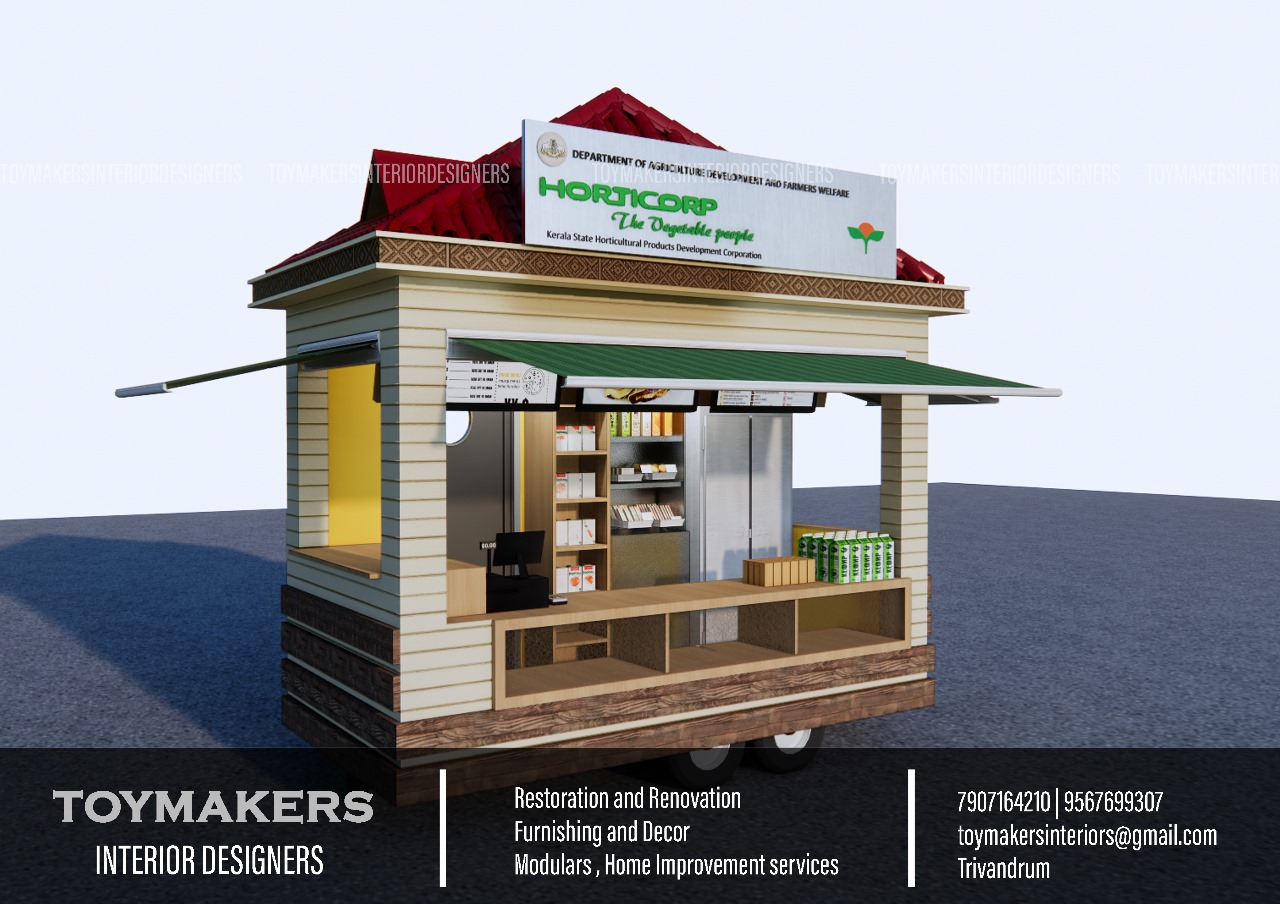 TOYMAKERSINTERIORDESIGNERS TOYMAKERSINTERIORDESIGNERS TOYMAKERSINTERIORDESIGNERS
DEPARTMENT OF AGRICULTURE DEVELOPMENT AND FARMERS WELFARE
HORTICORP
The Vegetable people
Kerala State Horticultural Products Development Corporation
TOYMAKERS
INTERIOR DESIGNERS
Restoration and Renovation
Furnishing and Decor
Modulars , Home Improvement services
7907164210 | 9567699307
toymakersinteriors@gmail.com
Trivandrum